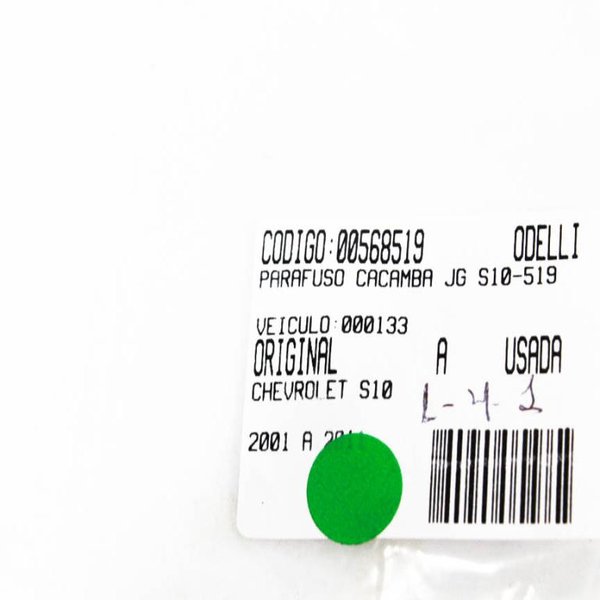 CODIGO:00568519 ODELLI
PARAFUSO CACAMBA JG S10-519
VEICULO:000133
ORIGINAL A USADA
CHEVROLET S10
L-4-1
2001 A